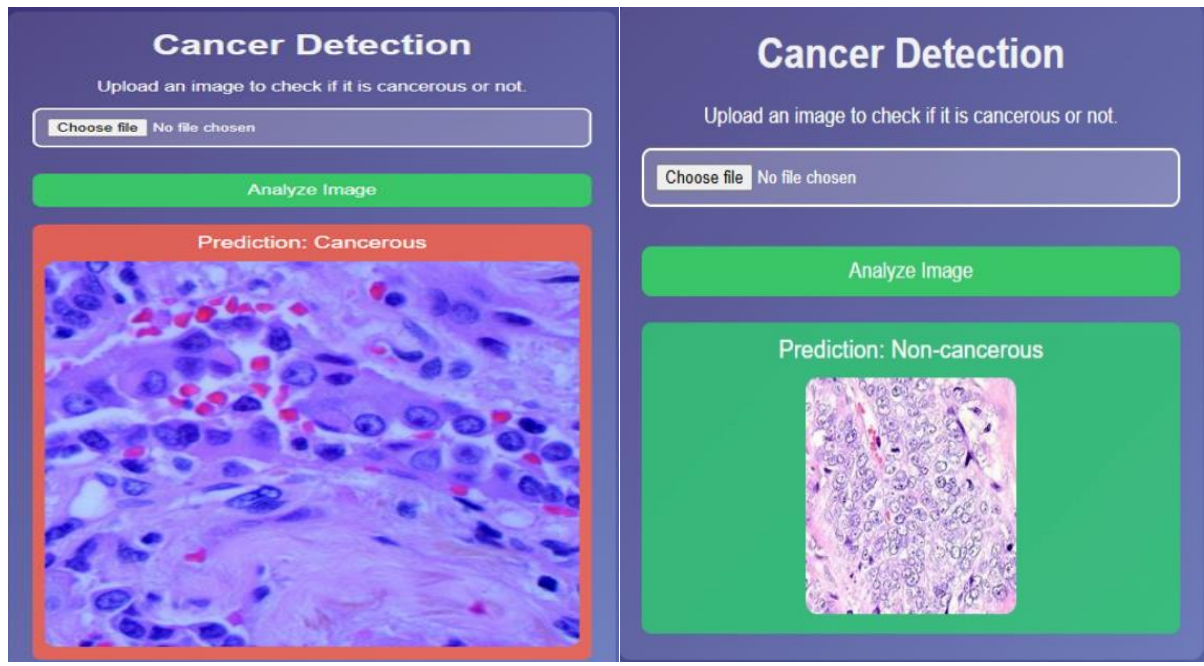 Cancer Detection
Upload an image to check if it is cancerous or not.
Choose file No file chosen
Analyze Image
Prediction: Cancerous
Cancer Detection
Upload an image to check if it is cancerous or not.
Choose file No file chosen
Analyze Image
Prediction: Non-cancerous